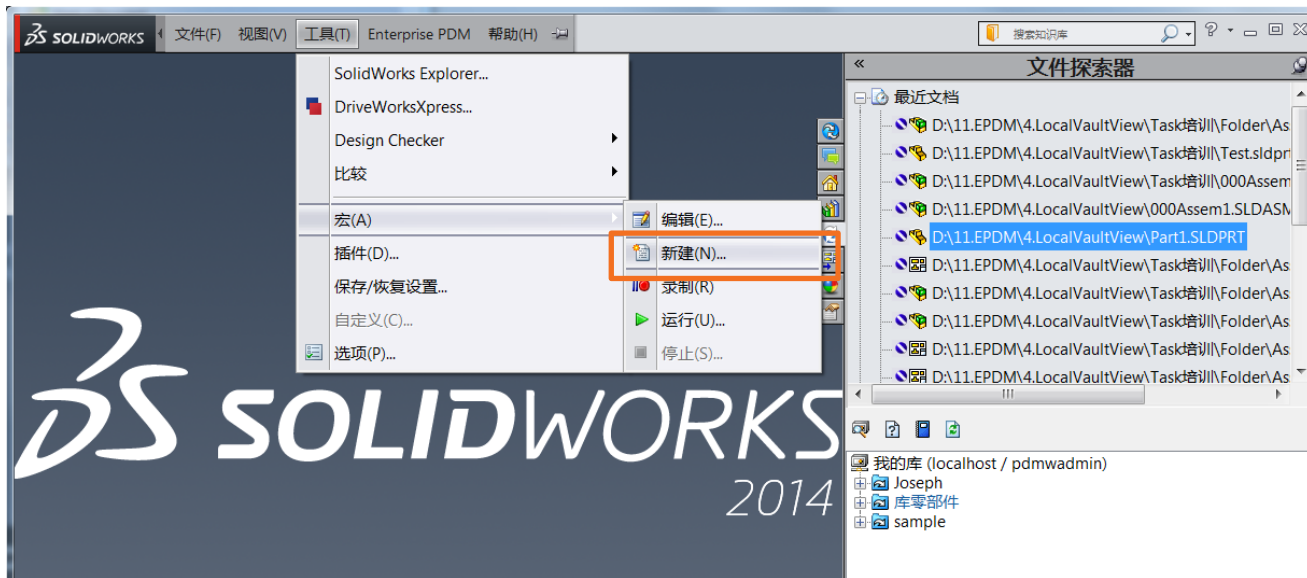 SOLIDWORKS 文件(F) 视图(V) 工具(T) Enterprise PDM 帮助(H)
搜索知识库
SolidWorks Explorer...
DriveWorksXpress...
Design Checker
比较
宏(A)
插件(D)...
保存/恢复设置...
自定义(C)...
选项(P)...
编辑(E)...
新建(N)...
录制(R)
运行(U)...
停止(S)...
SOLIDWORKS
2014
文件探索器
最近文档
D:\11.EPDM\4.LocalVaultView\Task培训\Folder\As
D:\11.EPDM\4.LocalVaultView\Task培训\Test.sldprt
D:\11.EPDM\4.LocalVaultView\Task培训\000Assem
D:\11.EPDM\4.LocalVaultView\000Assem1.SLDASM
D:\11.EPDM\4.LocalVaultView\Part1.SLDPRT
D:\11.EPDM\4.LocalVaultView\Task培训\Folder\As
D:\11.EPDM\4.LocalVaultView\Task培训\Folder\As
D:\11.EPDM\4.LocalVaultView\Task培训\Folder\As
D:\11.EPDM\4.LocalVaultView\Task培训\Folder\As
D:\11.EPDM\4.LocalVaultView\Task培训\Folder\As
我的库 (localhost / pdmwadmin)
Joseph
库零部件
sample